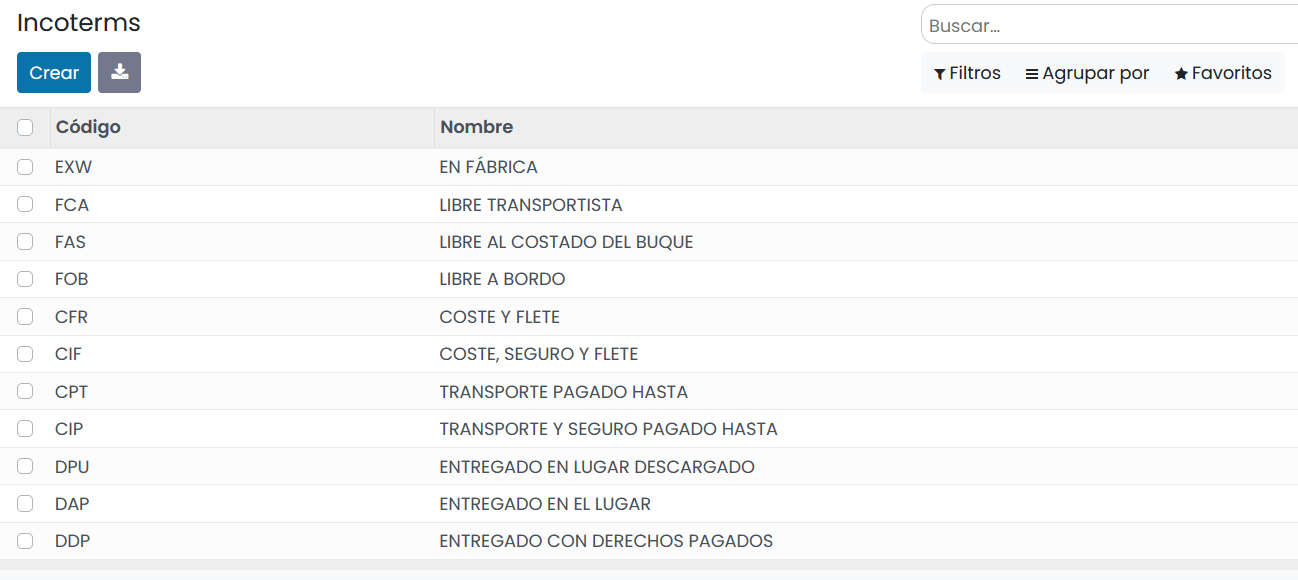 Incoterms
Buscar...
Crear
Filtros Agrupar por Favoritos
Código Nombre
EXW EN FÁBRICA
FCA LIBRE TRANSPORTISTA
FAS LIBRE AL COSTADO DEL BUQUE
FOB LIBRE A BORDO
CFR COSTE Y FLETE
CIF COSTE, SEGURO Y FLETE
CPT TRANSPORTE PAGADO HASTA
CIP TRANSPORTE Y SEGURO PAGADO HASTA
DPU ENTREGADO EN LUGAR DESCARGADO
DAP ENTREGADO EN EL LUGAR
DDP ENTREGADO CON DERECHOS PAGADOS